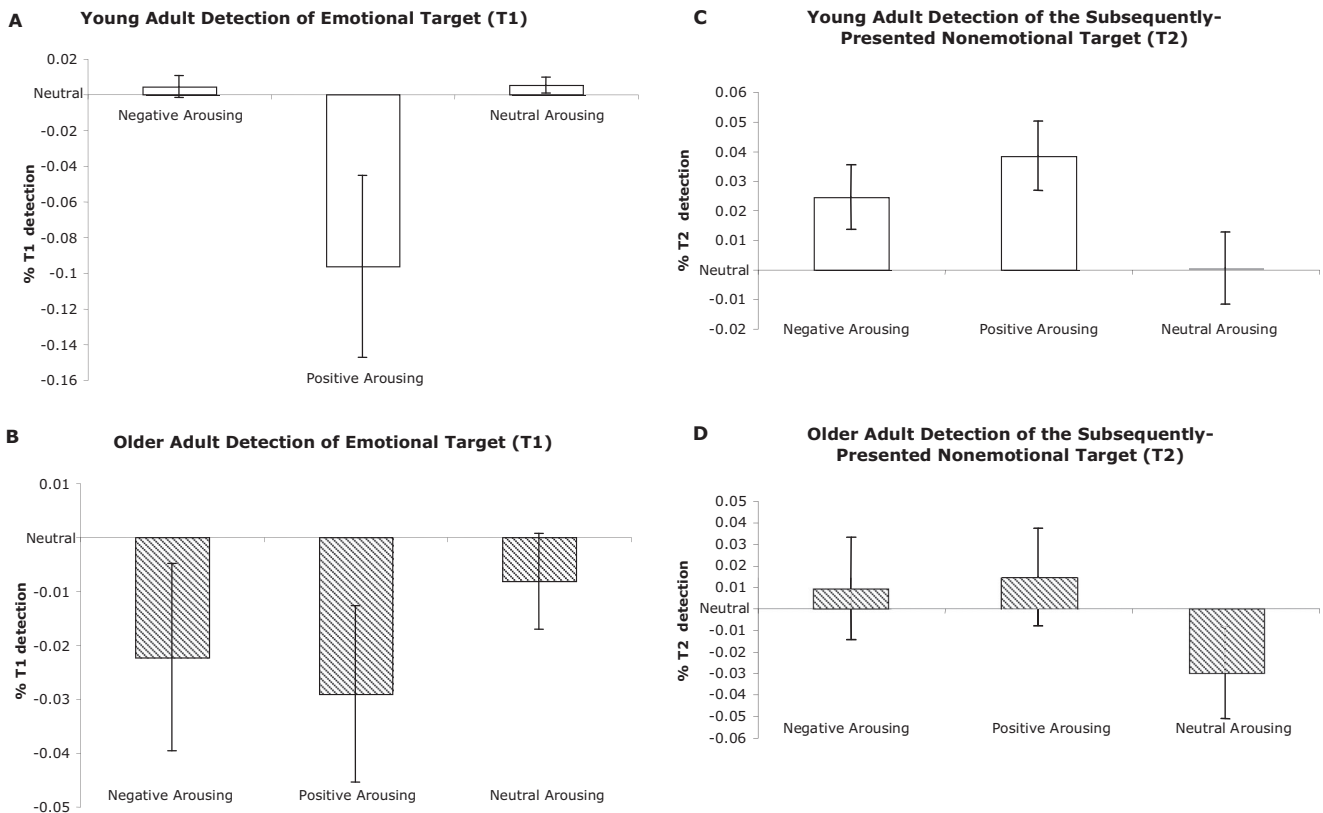 A
Young Adult Detection of Emotional Target (T1)
0.02
Neutral
-0.02
-0.04
-0.06
-0.08
-0.1
-0.12
-0.14
-0.16
% T1 detection
Negative Arousing
Positive Arousing
Neutral Arousing
B
Older Adult Detection of Emotional Target (T1)
0.01
Neutral
-0.01
-0.02
-0.03
-0.04
-0.05
% T1 detection
Negative Arousing
Positive Arousing
Neutral Arousing
C
Young Adult Detection of the Subsequently-
Presented Nonemotional Target (T2)
0.06
0.05
0.04
0.03
0.02
0.01
Neutral
-0.01
-0.02
% T2 detection
Negative Arousing
Positive Arousing
Neutral Arousing
D
Older Adult Detection of the Subsequently-
Presented Nonemotional Target (T2)
0.05
0.04
0.03
0.02
0.01
Neutral
-0.01
-0.02
-0.03
-0.04
-0.05
-0.06
% T2 detection
Negative Arousing
Positive Arousing
Neutral Arousing